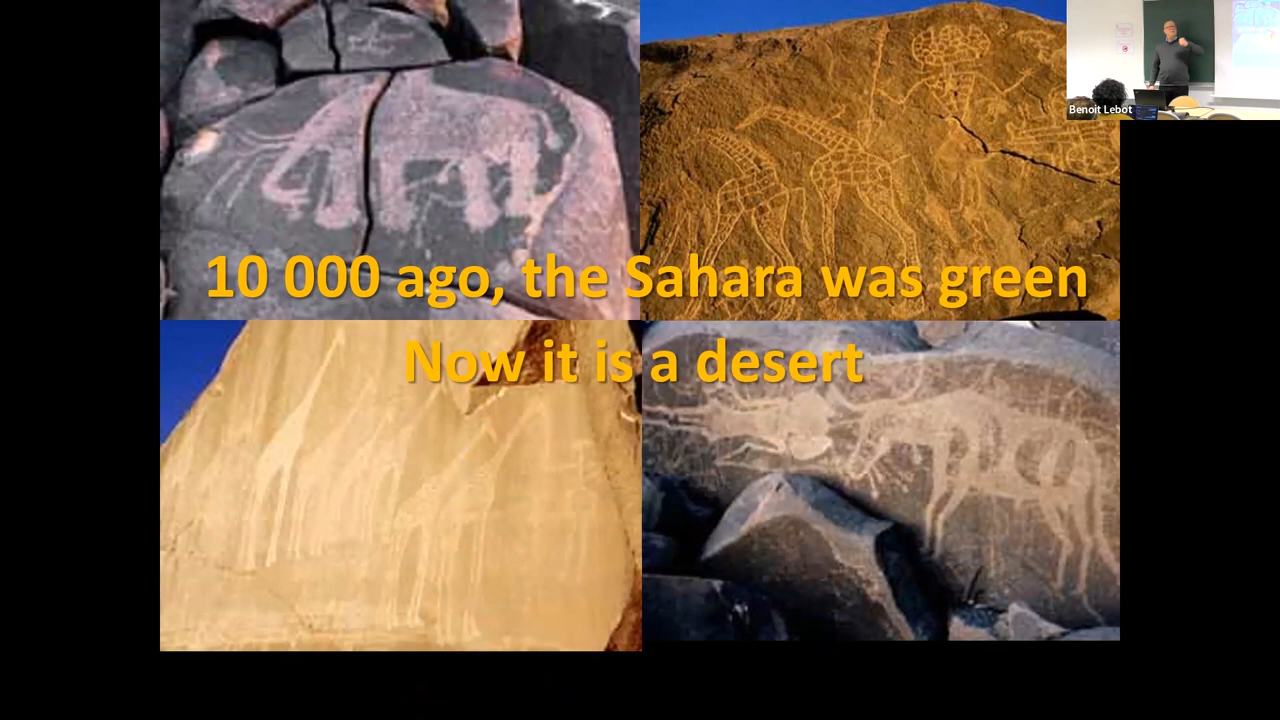 Benoit Lebot
10 000 ago, the Sahara was green
Now it is a desert